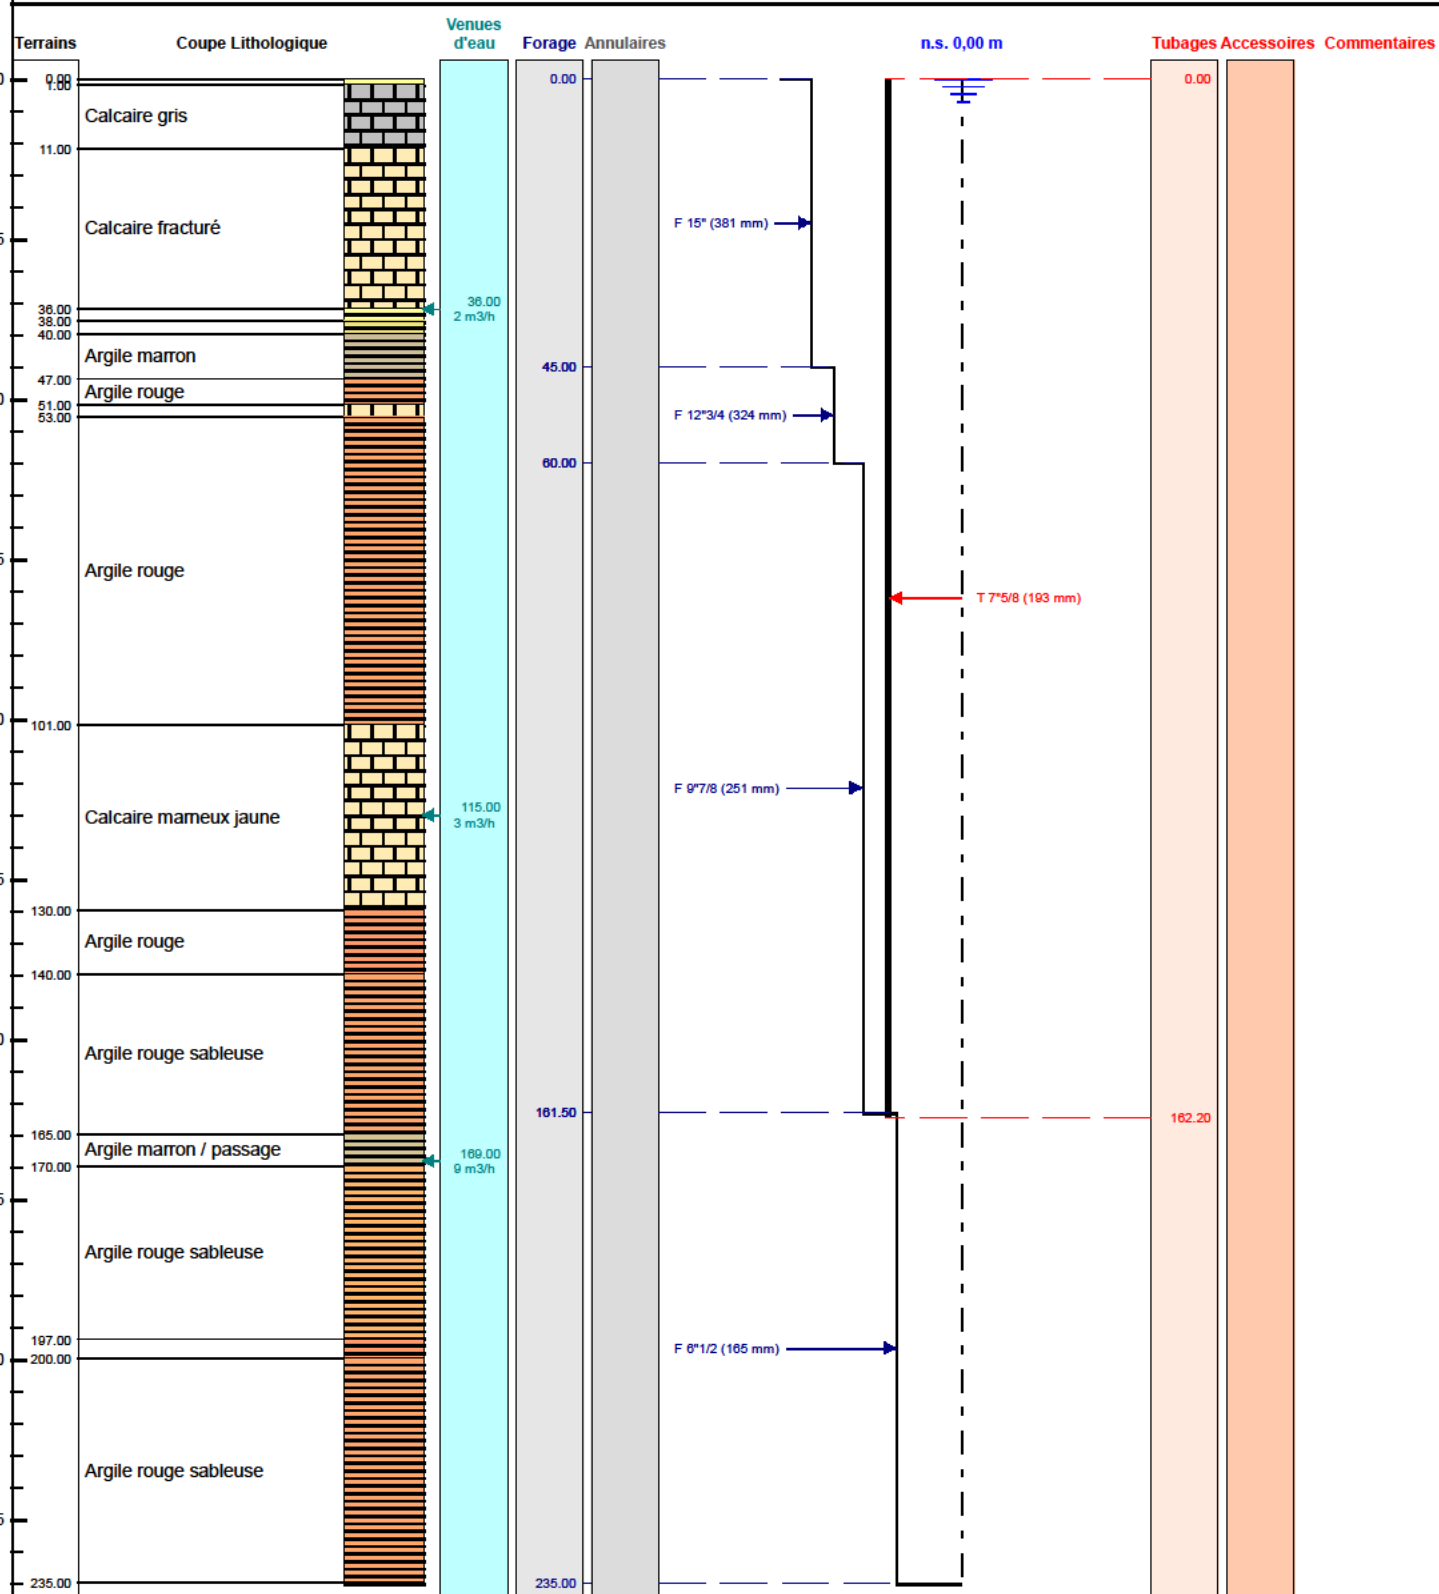 Terrains Coupe Lithologique Venues d'eau Forage Annulaires n.s. 0,00 m Tubages Accessoires Commentaires
0.00 0.00 0.00
1.00
Calcaire gris
11.00
F 15" (381 mm)
Calcaire fracturé
36.00 36.00
2 m3/h
38.00
40.00
Argile marron
45.00
47.00
Argile rouge
51.00
F 12"3/4 (324 mm)
53.00
60.00
Argile rouge
T 7"5/8 (193 mm)
101.00
F 9"7/8 (251 mm)
115.00
Calcaire marneux jaune
3 m3/h
130.00
Argile rouge
140.00
Argile rouge sableuse
161.50 162.20
165.00
Argile marron / passage
169.00
9 m3/h
170.00
Argile rouge sableuse
197.00
F 6"1/2 (165 mm)
200.00
Argile rouge sableuse
235.00 235.00